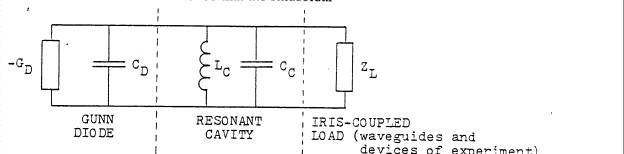 -G_D
C_D
L_C
C_C
Z_L
GUNN
DIODE
RESONANT
CAVITY
IRIS-COUPLED
LOAD (waveguides and
devices of experiment)